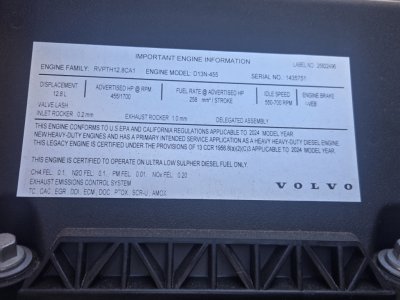 IMPORTANT ENGINE INFORMATION
LABEL NO.
ENGINE FAMILY: RVPTH12.8CA1 ENGINE MODEL: D13N-455 SERIAL NO.: 1435751
DISPLACEMENT ADVERTISED HP @ RPM FUEL RATE @ ADVERTISED HP IDLE SPEED ENGINE BRAKE
12.8 L 455/1700 258 mm³ / STROKE 550-700 RPM I-VEB
VALVE LASH
INLET ROCKER 0.2 mm EXHAUST ROCKER 1.0 mm DELEGATED ASSEMBLY
THIS ENGINE CONFORMS TO U.S EPA AND CALIFORNIA REGULATIONS APPLICABLE TO 2024 MODEL YEAR
NEW HEAVY-DUTY ENGINES AND HAS A PRIMARY INTENDED SERVICE APPLICATION AS A HEAVY HEAVY-DUTY DIESEL ENGINE
THIS LEGACY ENGINE IS CERTIFIED UNDER THE PROVISIONS OF 13 CCR 1956.8(a)(2)(C)3 APPLICABLE TO 2024 MODEL YEAR.
THIS ENGINE IS CERTIFIED TO OPERATE ON ULTRA LOW SULPHER DIESEL FUEL ONLY.
CH4 FEL 0.1, N2O FEL 0.1, PM FEL 0.01, NOx FEL 0.20
EXHAUST EMISSIONS CONTROL SYSTEM
TC, CAC, EGR, DDI, ECM, DOC, PTOX, SCR-U, AMOX
VOLVO